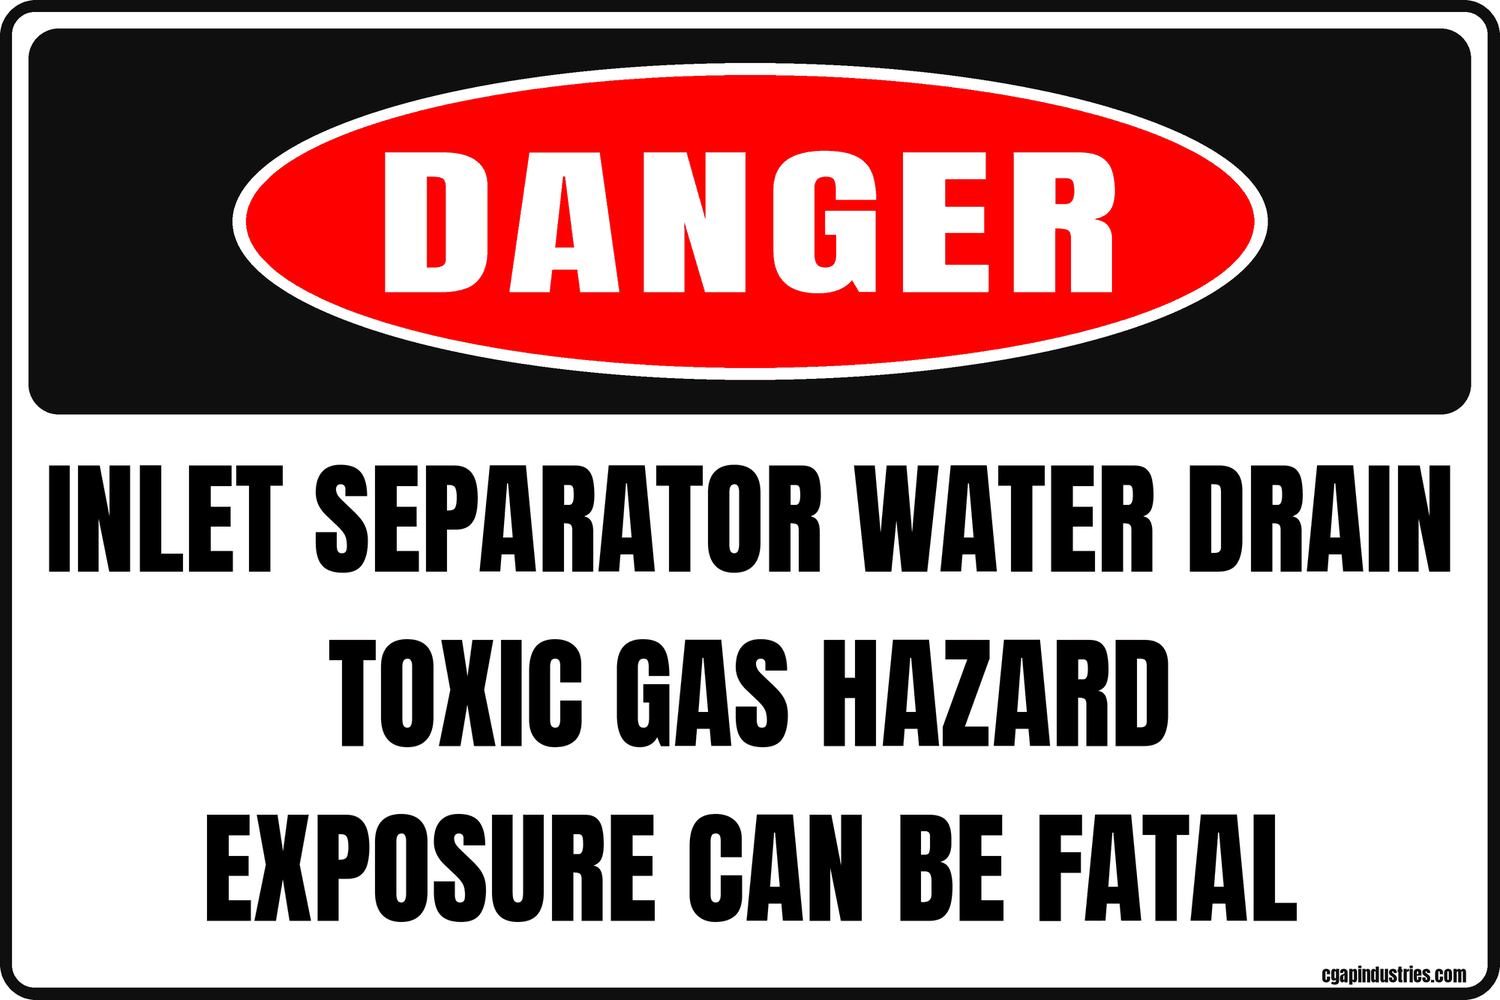 DANGER
INLET SEPARATOR WATER DRAIN
TOXIC GAS HAZARD
EXPOSURE CAN BE FATAL
cgapindustries.com